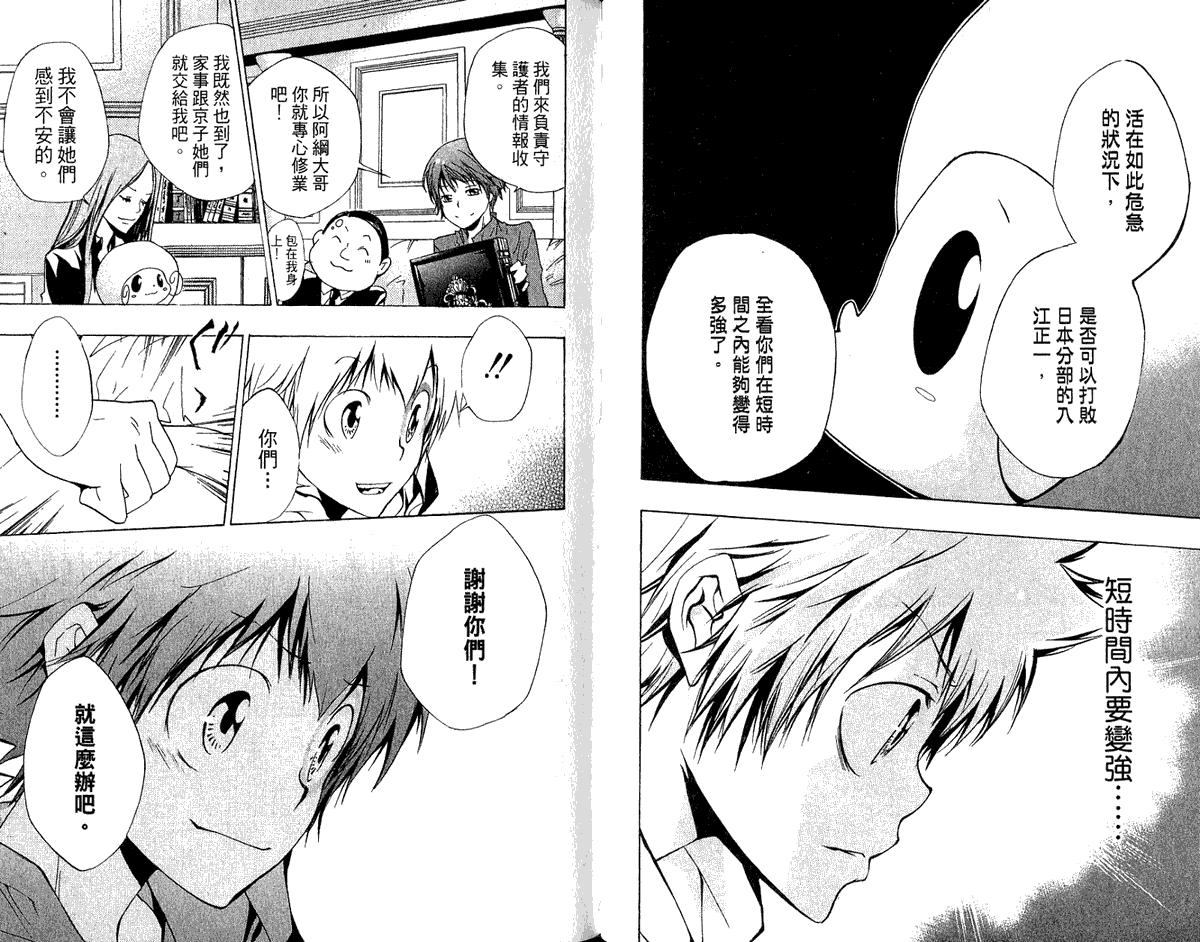 活在如此危急
的狀況下，
是否可以打敗
日本分部的入
江正一，
全看你們在短時
間之內能夠變得
多強了。
短時間內要變強……
我們來負責守
護者的情報收
集。
所以阿綱大哥
你就專心修業
吧！
包在我身
上！
我既然也到了，
家事跟京子她們
就交給我吧。
我不會讓她們
感到不安的。
!!
你們…
ぐっ
………
謝謝你們！
就這麼辦吧。